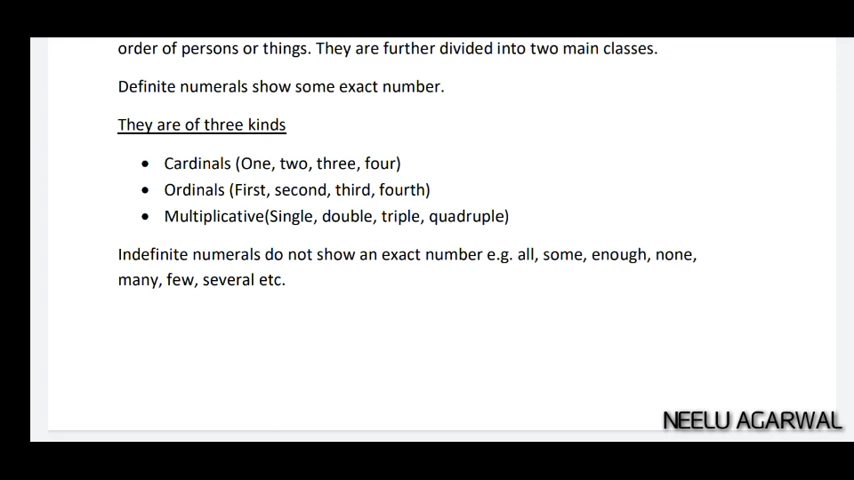 order of persons or things. They are further divided into two main classes.
Definite numerals show some exact number.
They are of three kinds
• Cardinals (One, two, three, four)
• Ordinals (First, second, third, fourth)
• Multiplicative(Single, double, triple, quadruple)
Indefinite numerals do not show an exact number e.g. all, some, enough, none,
many, few, several etc.
NEELU AGARWAL